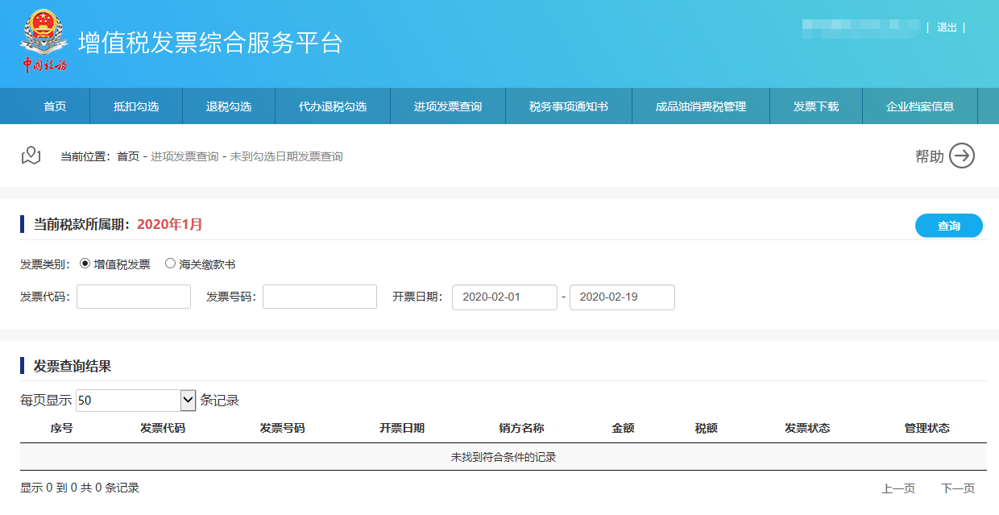 增值税发票综合服务平台
中国税务
| 退出 |
首页 抵扣勾选 退税勾选 代办退税勾选 进项发票查询 税务事项通知书 成品油消费税管理 发票下载 企业档案信息
当前位置：首页 - 进项发票查询 - 未到勾选日期发票查询
帮助
当前税款所属期：2020年1月
查询
发票类别： 增值税发票 海关缴款书
发票代码： 发票号码： 开票日期： 2020-02-01 - 2020-02-19
发票查询结果
每页显示 50 条记录
序号 发票代码 发票号码 开票日期 销方名称 金额 税额 发票状态 管理状态
未找到符合条件的记录
显示 0 到 0 共 0 条记录
上一页 下一页